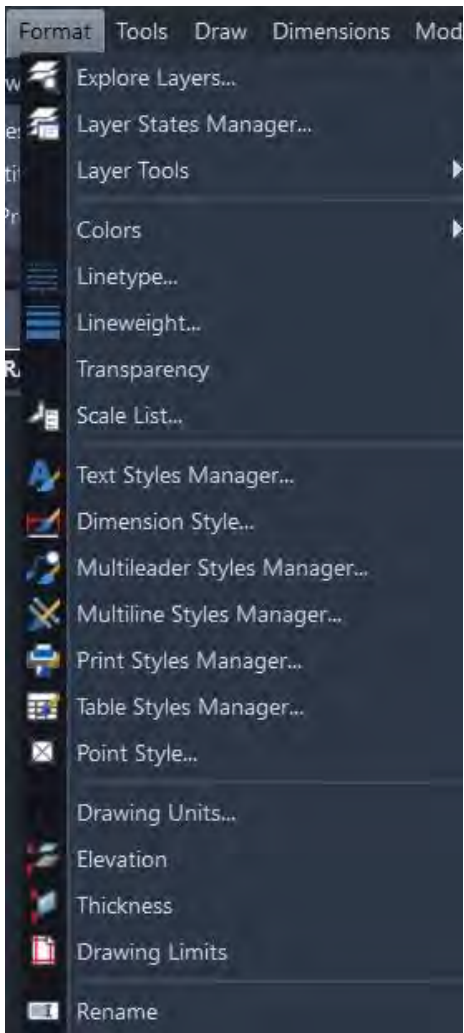 Format Tools Draw Dimensions Mod
Explore Layers...
Layer States Manager...
Layer Tools
Colors
Linetype...
Lineweight...
Transparency
Scale List...
Text Styles Manager...
Dimension Style...
Multileader Styles Manager...
Multiline Styles Manager...
Print Styles Manager...
Table Styles Manager...
Point Style...
Drawing Units...
Elevation
Thickness
Drawing Limits
Rename